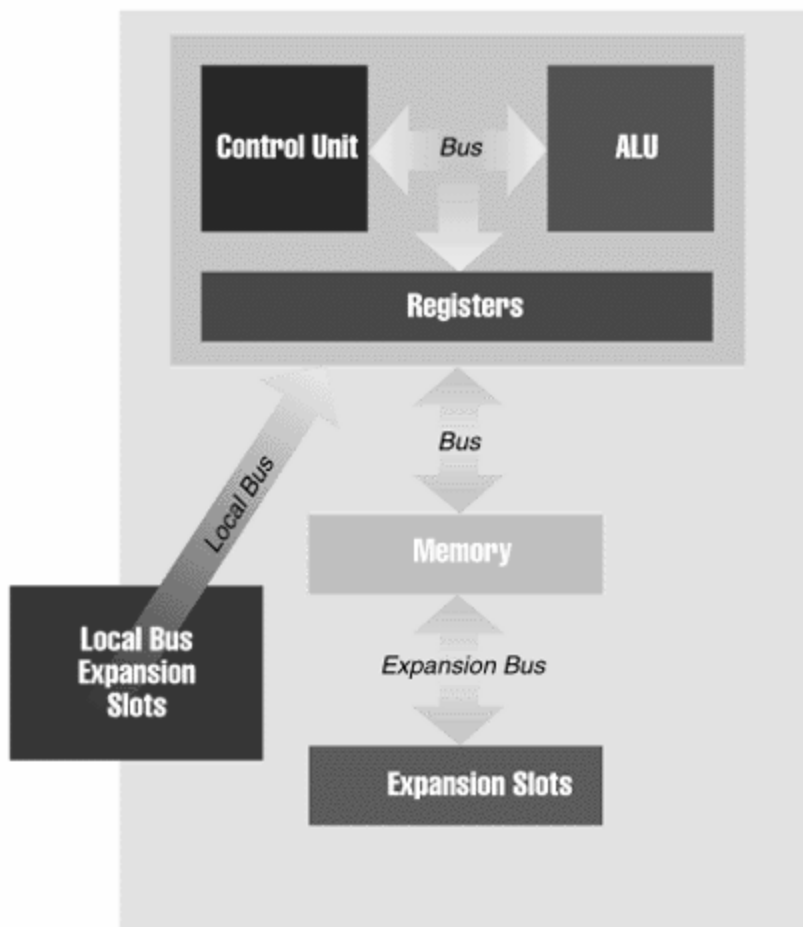 Control Unit
Bus
ALU
Registers
Bus
Local Bus
Memory
Local Bus
Expansion
Slots
Expansion Bus
Expansion Slots